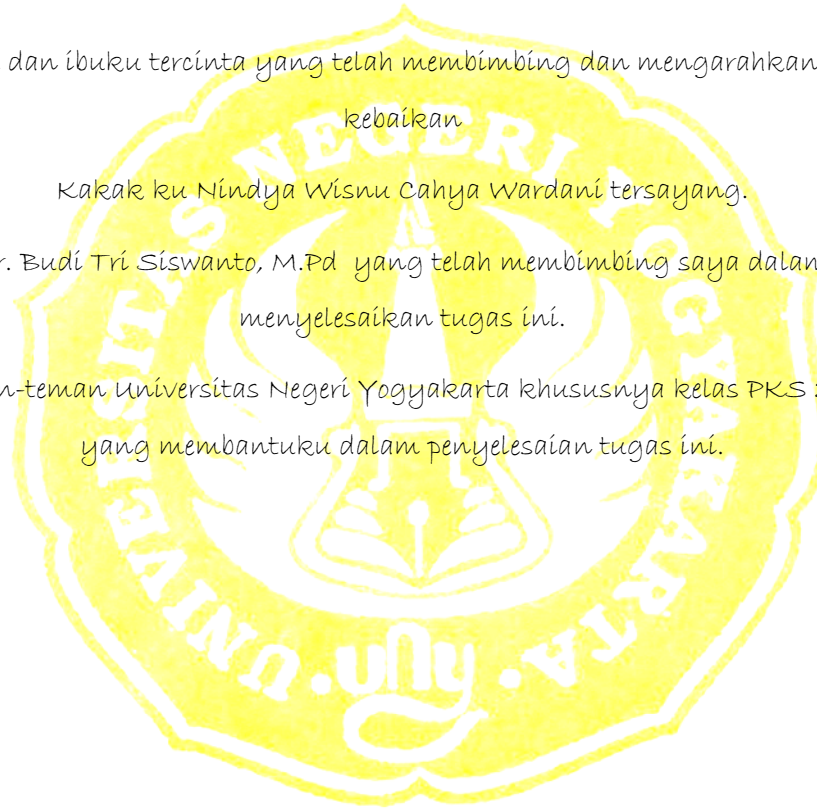 dan ibuku tercinta yang telah membimbing dan mengarahkan
kebaikan
Kakak ku Nindya Wisnu Cahya Wardani tersayang.
r. Budi Tri Siswanto, M.Pd yang telah membimbing saya dalam
menyelesaikan tugas ini.
n-teman Universitas Negeri Yogyakarta khususnya kelas PKS
yang membantuku dalam penyelesaian tugas ini.
UNIVERSITAS NEGERI YOGYAKARTA
uny